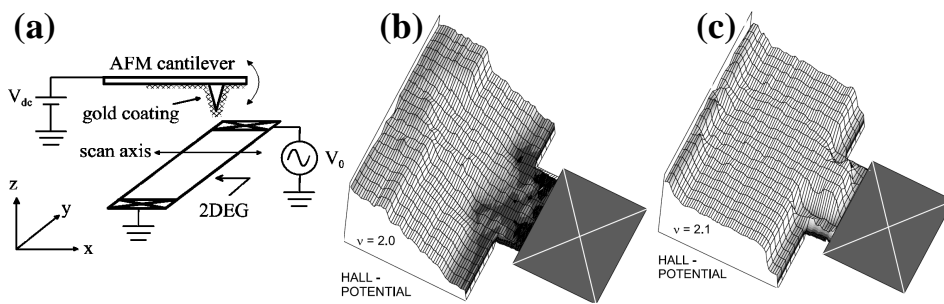 (a)
AFM cantilever
V_dc
gold coating
scan axis
V_0
2DEG
z
y
x
(b)
ν = 2.0
HALL -
POTENTIAL
(c)
ν = 2.1
HALL -
POTENTIAL